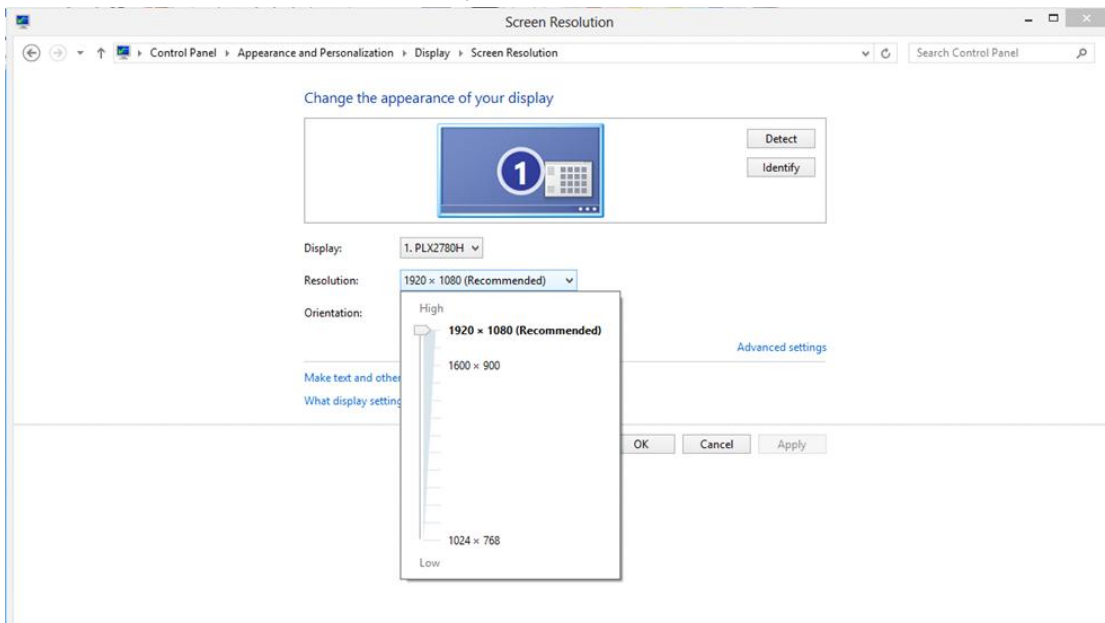 Screen Resolution
Control Panel Appearance and Personalization Display Screen Resolution
Search Control Panel
Change the appearance of your display
1
Detect
Identify
Display: 1. PLX2780H
Resolution: 1920 × 1080 (Recommended)
Orientation:
High
1920 × 1080 (Recommended)
1600 × 900
1024 × 768
Low
Advanced settings
Make text and other
What display setting
OK Cancel Apply